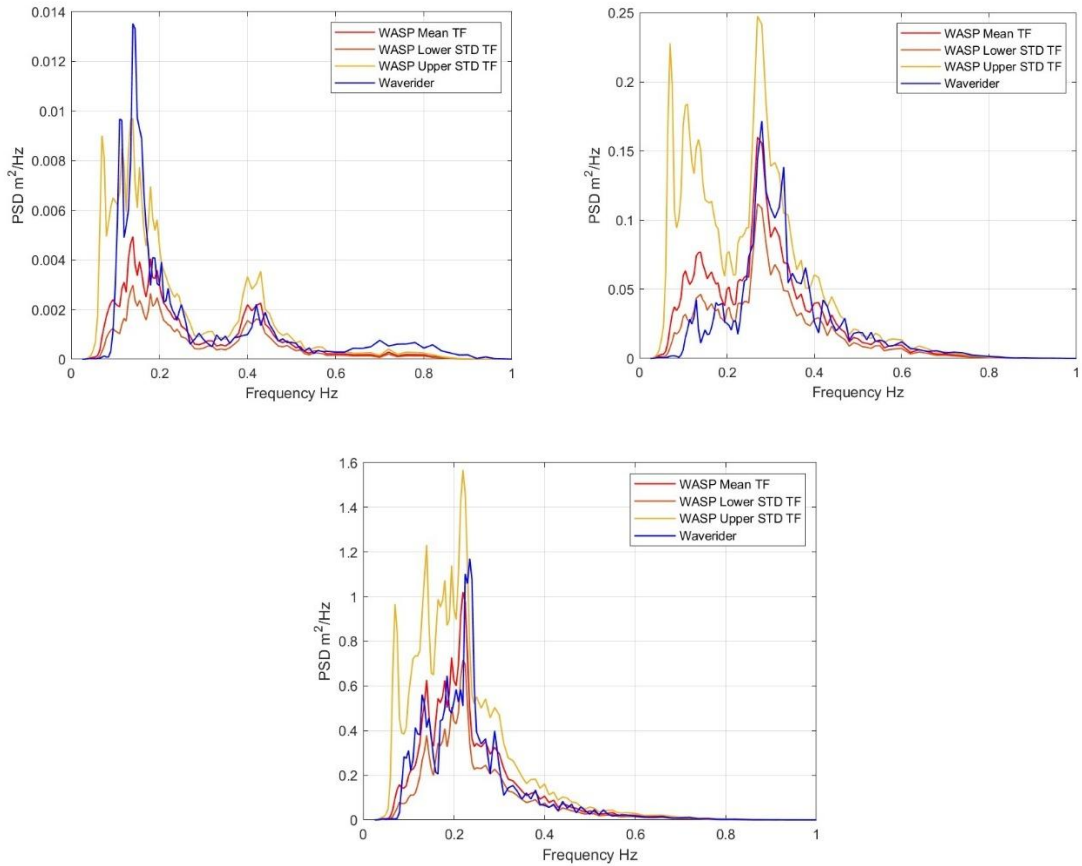 0.014
0.012
0.01
0.008
0.006
0.004
0.002
0
PSD m²/Hz
0
0.2
0.4
0.6
0.8
1
Frequency Hz
WASP Mean TF
WASP Lower STD TF
WASP Upper STD TF
Waverider
0.25
0.2
0.15
0.1
0.05
0
PSD m²/Hz
0
0.2
0.4
0.6
0.8
1
Frequency Hz
WASP Mean TF
WASP Lower STD TF
WASP Upper STD TF
Waverider
1.6
1.4
1.2
1
0.8
0.6
0.4
0.2
0
PSD m²/Hz
0
0.2
0.4
0.6
0.8
1
Frequency Hz
WASP Mean TF
WASP Lower STD TF
WASP Upper STD TF
Waverider